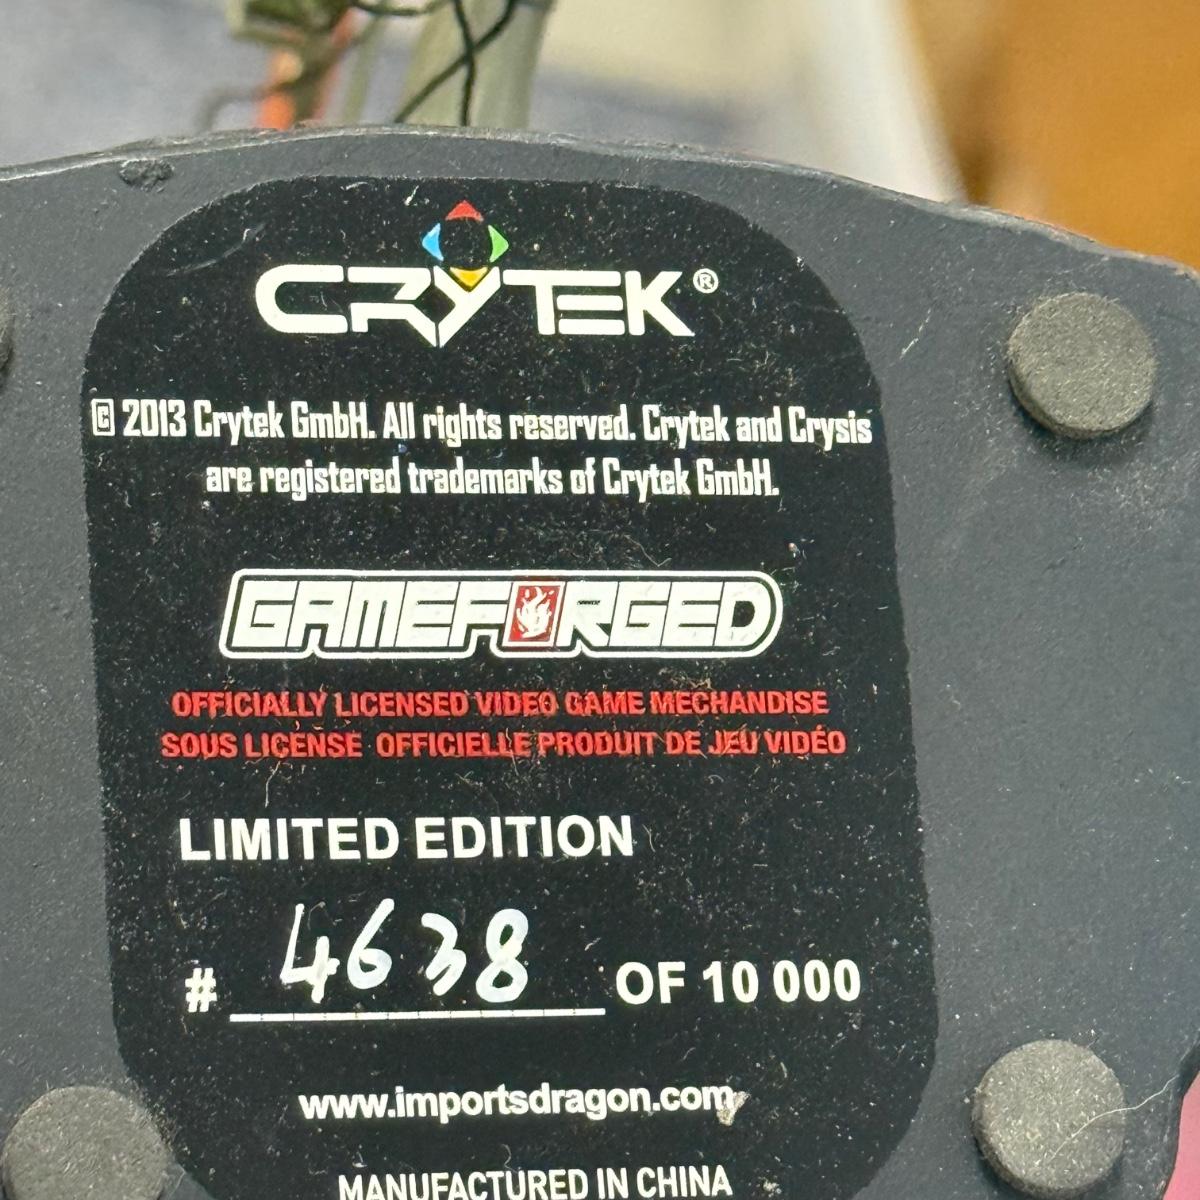 CRYTEK®
© 2013 Crytek GmbH. All rights reserved. Crytek and Crysis
are registered trademarks of Crytek GmbH.
GAMEFORGED
OFFICIALLY LICENSED VIDEO GAME MECHANDISE
SOUS LICENSE OFFICIELLE PRODUIT DE JEU VIDÉO
LIMITED EDITION
# 4638 OF 10 000
www.importsdragon.com
MANUFACTURED IN CHINA